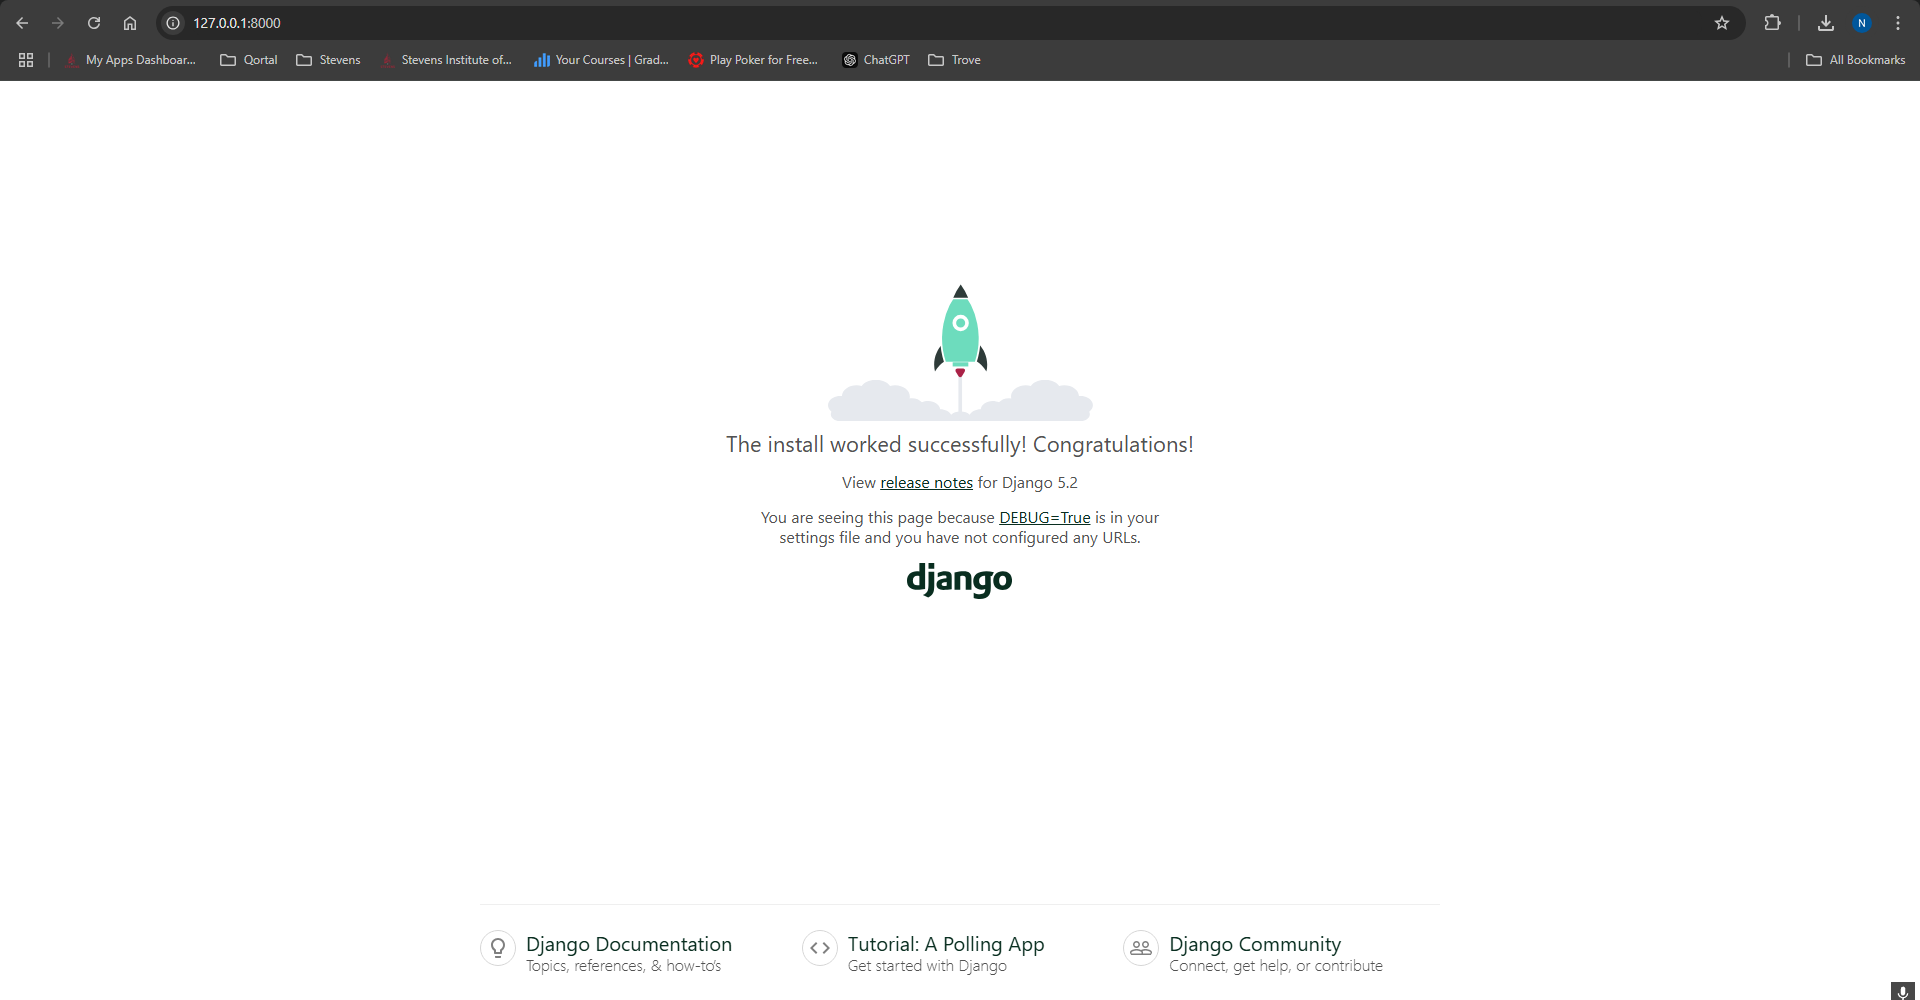 127.0.0.1:8000
N
My Apps Dashboar...
Qortal
Stevens
Stevens Institute of...
Your Courses | Grad...
Play Poker for Free...
ChatGPT
Trove
All Bookmarks
The install worked successfully! Congratulations!
View release notes for Django 5.2
You are seeing this page because DEBUG=True is in your
settings file and you have not configured any URLs.
django
Django Documentation
Topics, references, & how-to's
Tutorial: A Polling App
Get started with Django
Django Community
Connect, get help, or contribute